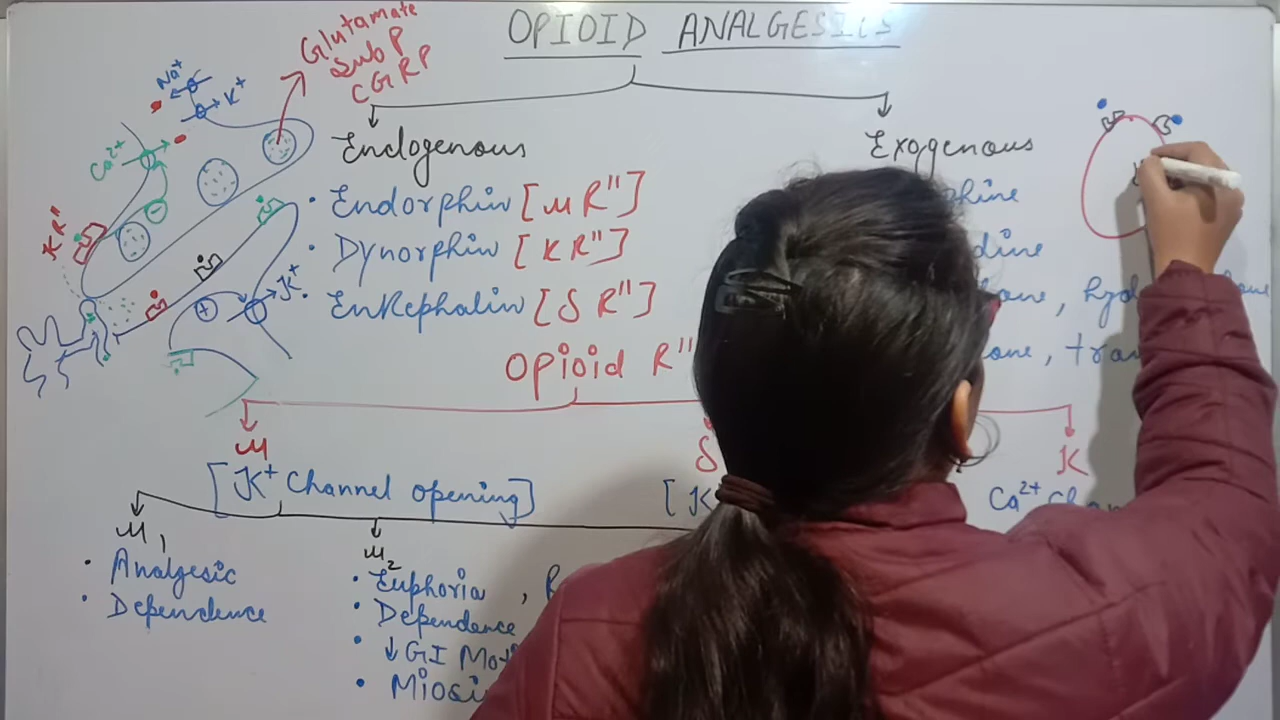 OPIOID ANALGESICS
Glutamate
Sub P
CGRP
Na+
K+
Ca2+
KR"
K+
Endogenous
• Endorphin [μ R"]
• Dynorphin [K R"]
• Enkephalin [δ R"]
Exogenous
Opioid R"
μ
[K+ Channel opening]
δ
[K
K
Ca2+
μ1
• Analgesic
• Dependence
μ2
• Euphoria ,
• Dependence
• ↓ GI
•